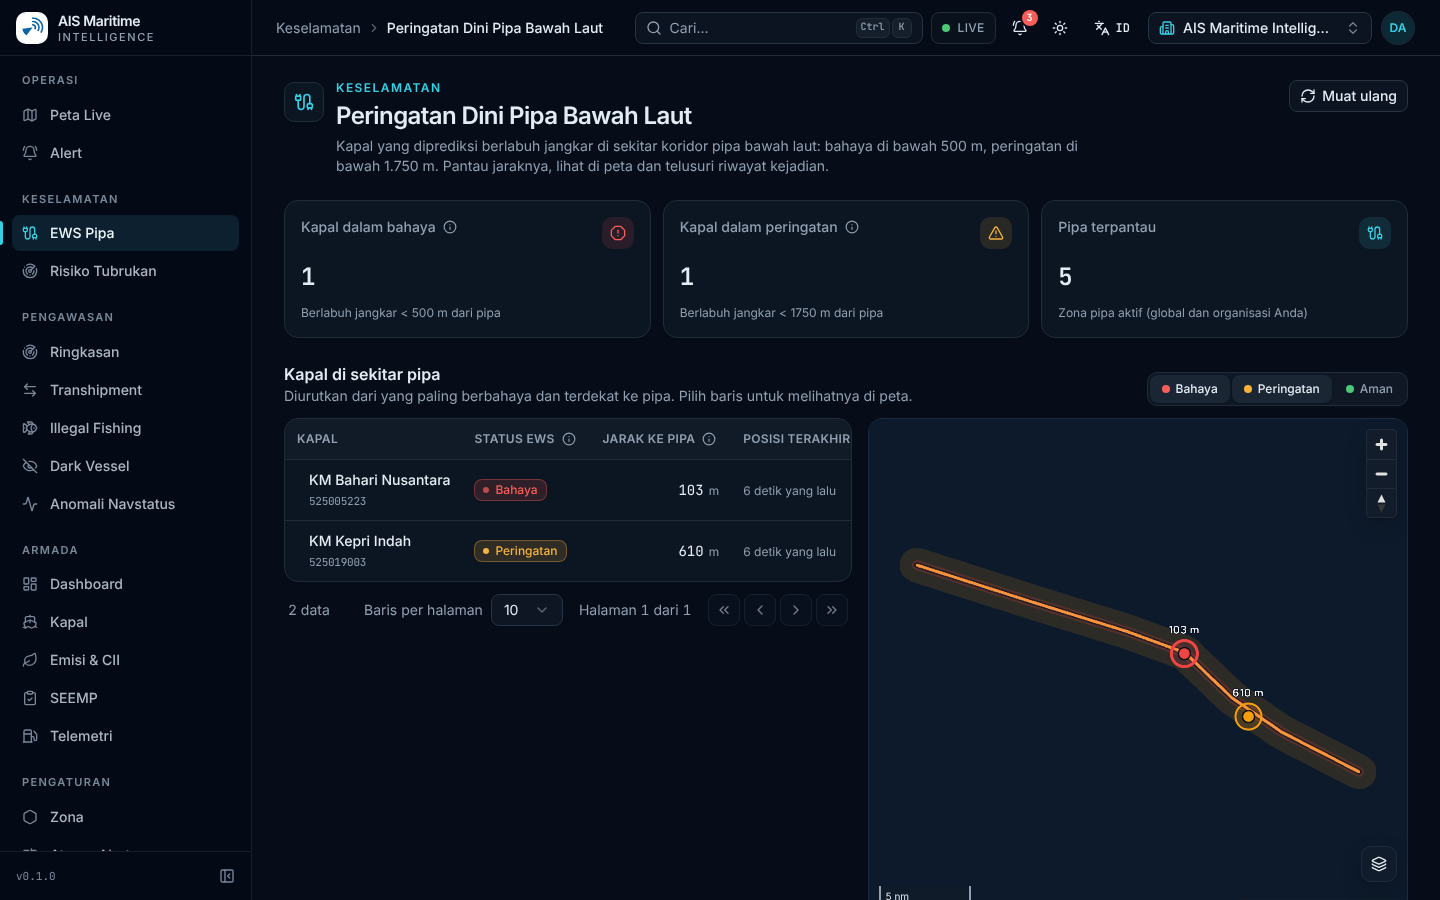 AIS Maritime
INTELLIGENCE
OPERASI
Peta Live
Alert
KESELAMATAN
EWS Pipa
Risiko Tubrukan
PENGAWASAN
Ringkasan
Transhipment
Illegal Fishing
Dark Vessel
Anomali Navstatus
ARMADA
Dashboard
Kapal
Emisi & CII
SEEMP
Telemetri
PENGATURAN
Zona
v0.1.0
Keselamatan > Peringatan Dini Pipa Bawah Laut
Cari... Ctrl K
LIVE
3
ID
AIS Maritime Intellig...
DA
KESELAMATAN
Peringatan Dini Pipa Bawah Laut
Kapal yang diprediksi berlabuh jangkar di sekitar koridor pipa bawah laut: bahaya di bawah 500 m, peringatan di
bawah 1.750 m. Pantau jaraknya, lihat di peta dan telusuri riwayat kejadian.
Muat ulang
Kapal dalam bahaya
1
Berlabuh jangkar < 500 m dari pipa
Kapal dalam peringatan
1
Berlabuh jangkar < 1750 m dari pipa
Pipa terpantau
5
Zona pipa aktif (global dan organisasi Anda)
Kapal di sekitar pipa
Diurutkan dari yang paling berbahaya dan terdekat ke pipa. Pilih baris untuk melihatnya di peta.
Bahaya Peringatan Aman
KAPAL STATUS EWS JARAK KE PIPA POSISI TERAKHIR
KM Bahari Nusantara
525005223
Bahaya
103 m
6 detik yang lalu
KM Kepri Indah
525019003
Peringatan
610 m
6 detik yang lalu
2 data Baris per halaman 10 Halaman 1 dari 1
103 m
610 m
5 nm